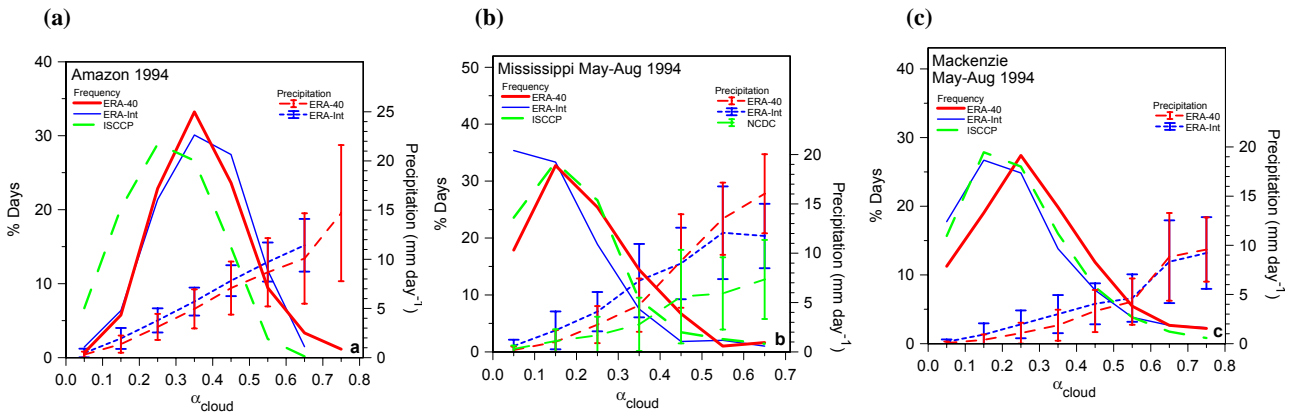 (a)
Amazon 1994
Frequency
ERA-40
ERA-Int
ISCCP
Precipitation
ERA-40
ERA-Int
% Days
40
30
20
10
0
Precipitation (mm day-1)
25
20
15
10
5
0
0.0 0.1 0.2 0.3 0.4 0.5 0.6 0.7 0.8
αcloud
a
(b)
Mississippi May-Aug 1994
Frequency
ERA-40
ERA-Int
ISCCP
Precipitation
ERA-40
ERA-Int
NCDC
% Days
50
40
30
20
10
0
Precipitation (mm day-1)
20
15
10
5
0
0.0 0.1 0.2 0.3 0.4 0.5 0.6 0.7
αcloud
b
(c)
Mackenzie
May-Aug 1994
Frequency
ERA-40
ERA-Int
ISCCP
Precipitation
ERA-40
ERA-Int
% Days
40
30
20
10
0
Precipitation (mm day-1)
20
15
10
5
0
0.0 0.1 0.2 0.3 0.4 0.5 0.6 0.7 0.8
αcloud
c